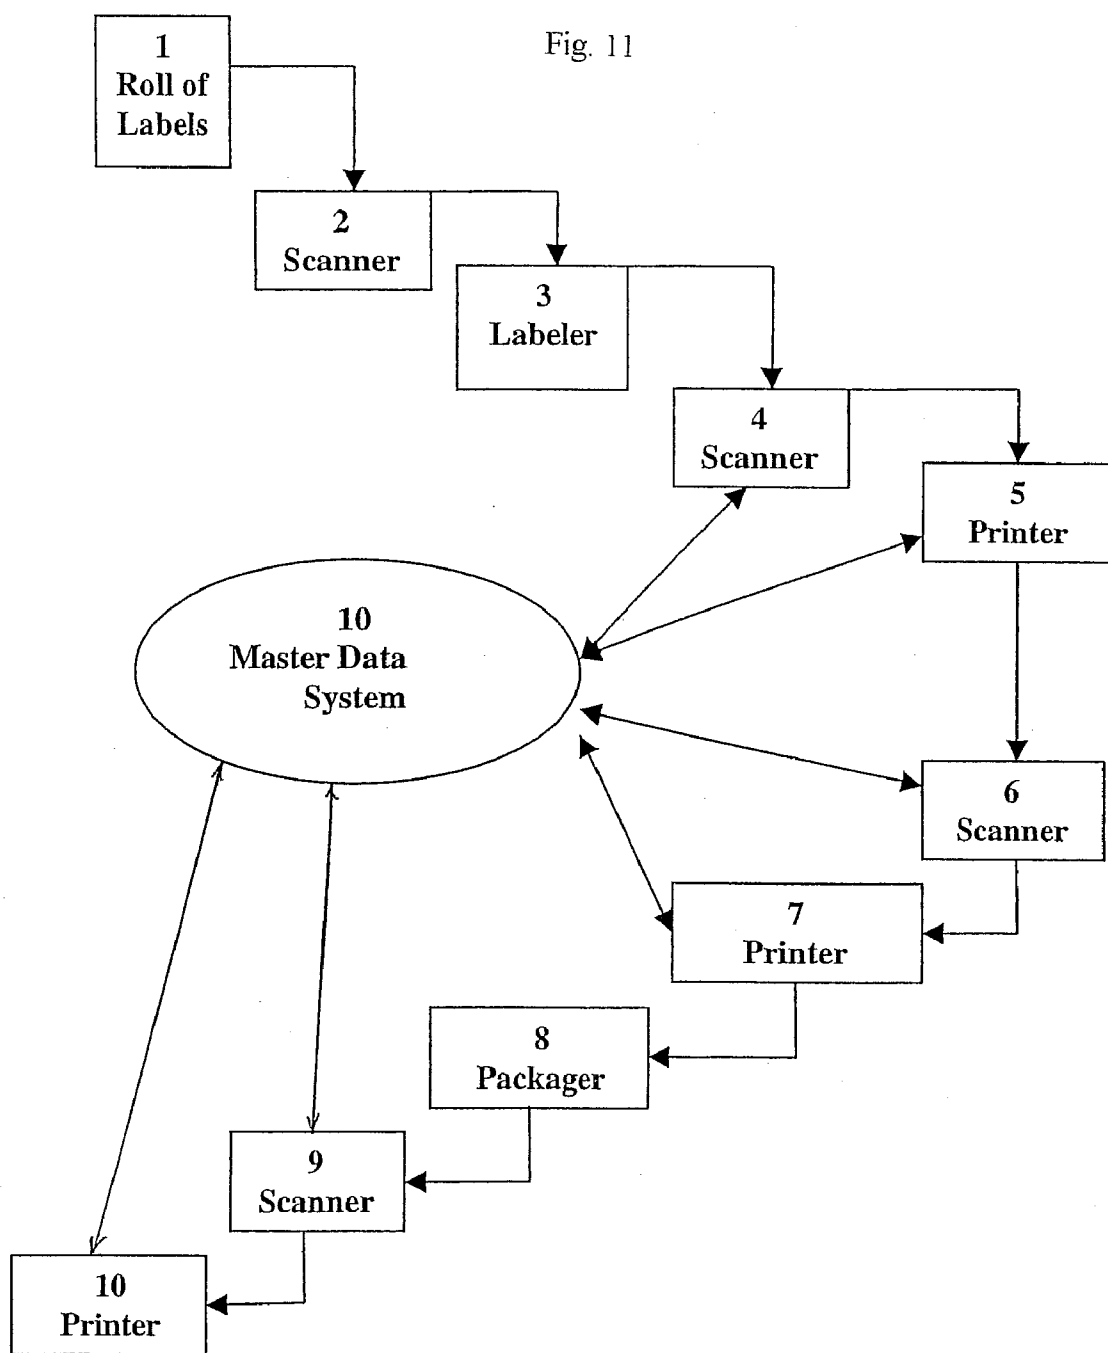 Fig. 11
1
Roll of
Labels
2
Scanner
3
Labeler
4
Scanner
5
Printer
10
Master Data
System
6
Scanner
7
Printer
8
Packager
9
Scanner
10
Printer